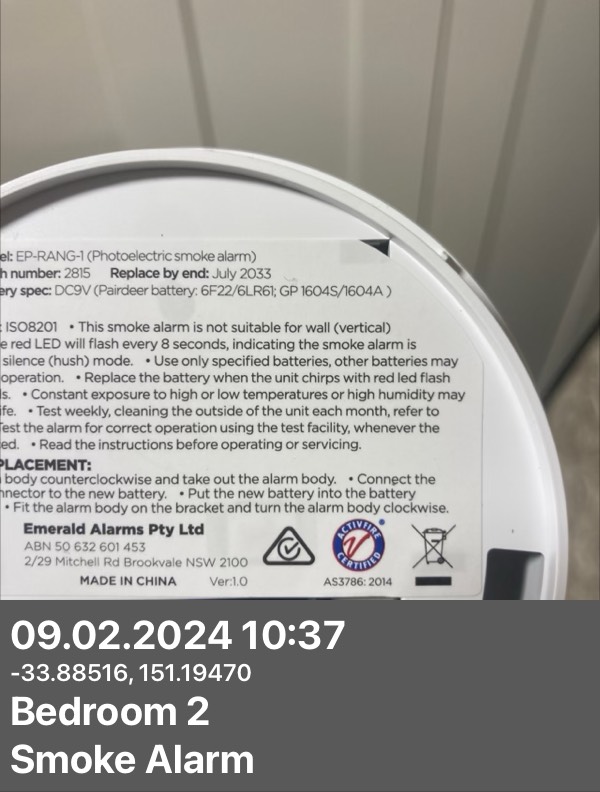 el: EP-RANG-1 (Photoelectric smoke alarm)
h number: 2815 Replace by end: July 2033
ery spec: DC9V (Pairdeer battery: 6F22/6LR61; GP 1604S/1604A )
: ISO8201 • This smoke alarm is not suitable for wall (vertical)
e red LED will flash every 8 seconds, indicating the smoke alarm is
silence (hush) mode. • Use only specified batteries, other batteries may
operation. • Replace the battery when the unit chirps with red led flash
ls. • Constant exposure to high or low temperatures or high humidity may
ife. • Test weekly, cleaning the outside of the unit each month, refer to
Test the alarm for correct operation using the test facility, whenever the
ed. • Read the instructions before operating or servicing.
PLACEMENT:
body counterclockwise and take out the alarm body. • Connect the
nnector to the new battery. • Put the new battery into the battery
• Fit the alarm body on the bracket and turn the alarm body clockwise.
Emerald Alarms Pty Ltd
ABN 50 632 601 453
2/29 Mitchell Rd Brookvale NSW 2100
MADE IN CHINA Ver:1.0
ACTIVFIRE
CERTIFIED
AS3786: 2014
09.02.2024 10:37
-33.88516, 151.19470
Bedroom 2
Smoke Alarm